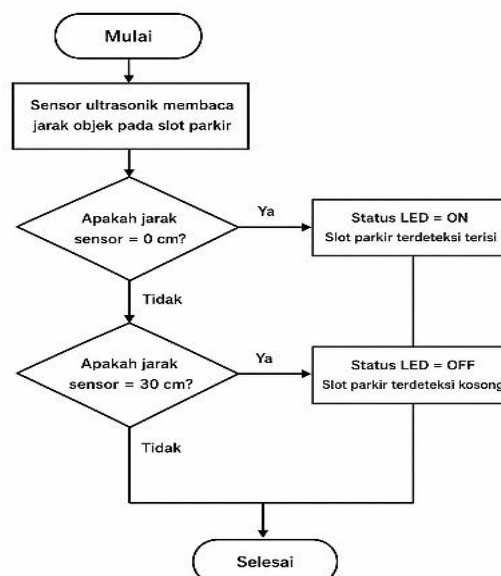 Mulai
Sensor ultrasonik membaca
jarak objek pada slot parkir
Apakah jarak
sensor = 0 cm?
Ya
Status LED = ON
Slot parkir terdeteksi terisi
Tidak
Apakah jarak
sensor = 30 cm?
Ya
Status LED = OFF
Slot parkir terdeteksi kosong
Tidak
Selesai